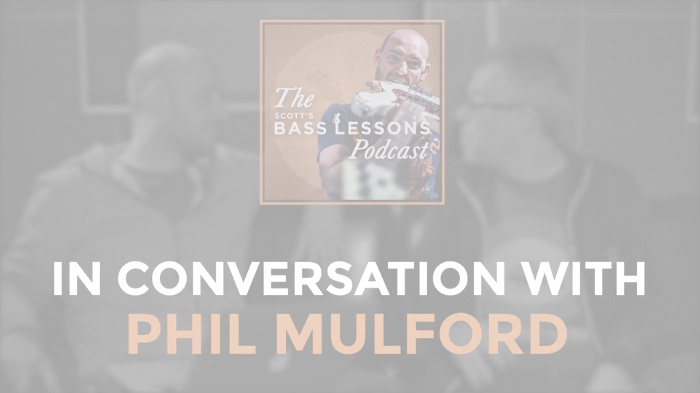 The
SCOTT'S
BASS LESSONS
Podcast
IN CONVERSATION WITH
PHIL MULFORD